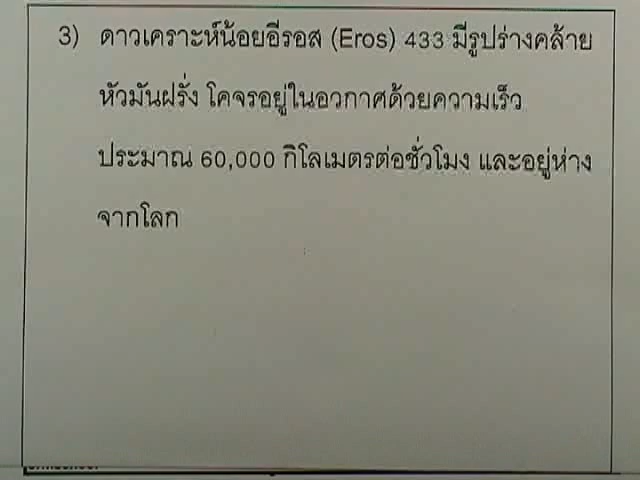 3) ดาวเคราะห์น้อยอีรอส (Eros) 433 มีรูปร่างคล้าย
หัวมันฝรั่ง โคจรอยู่ในอวกาศด้วยความเร็ว
ประมาณ 60,000 กิโลเมตรต่อชั่วโมง และอยู่ห่าง
จากโลก